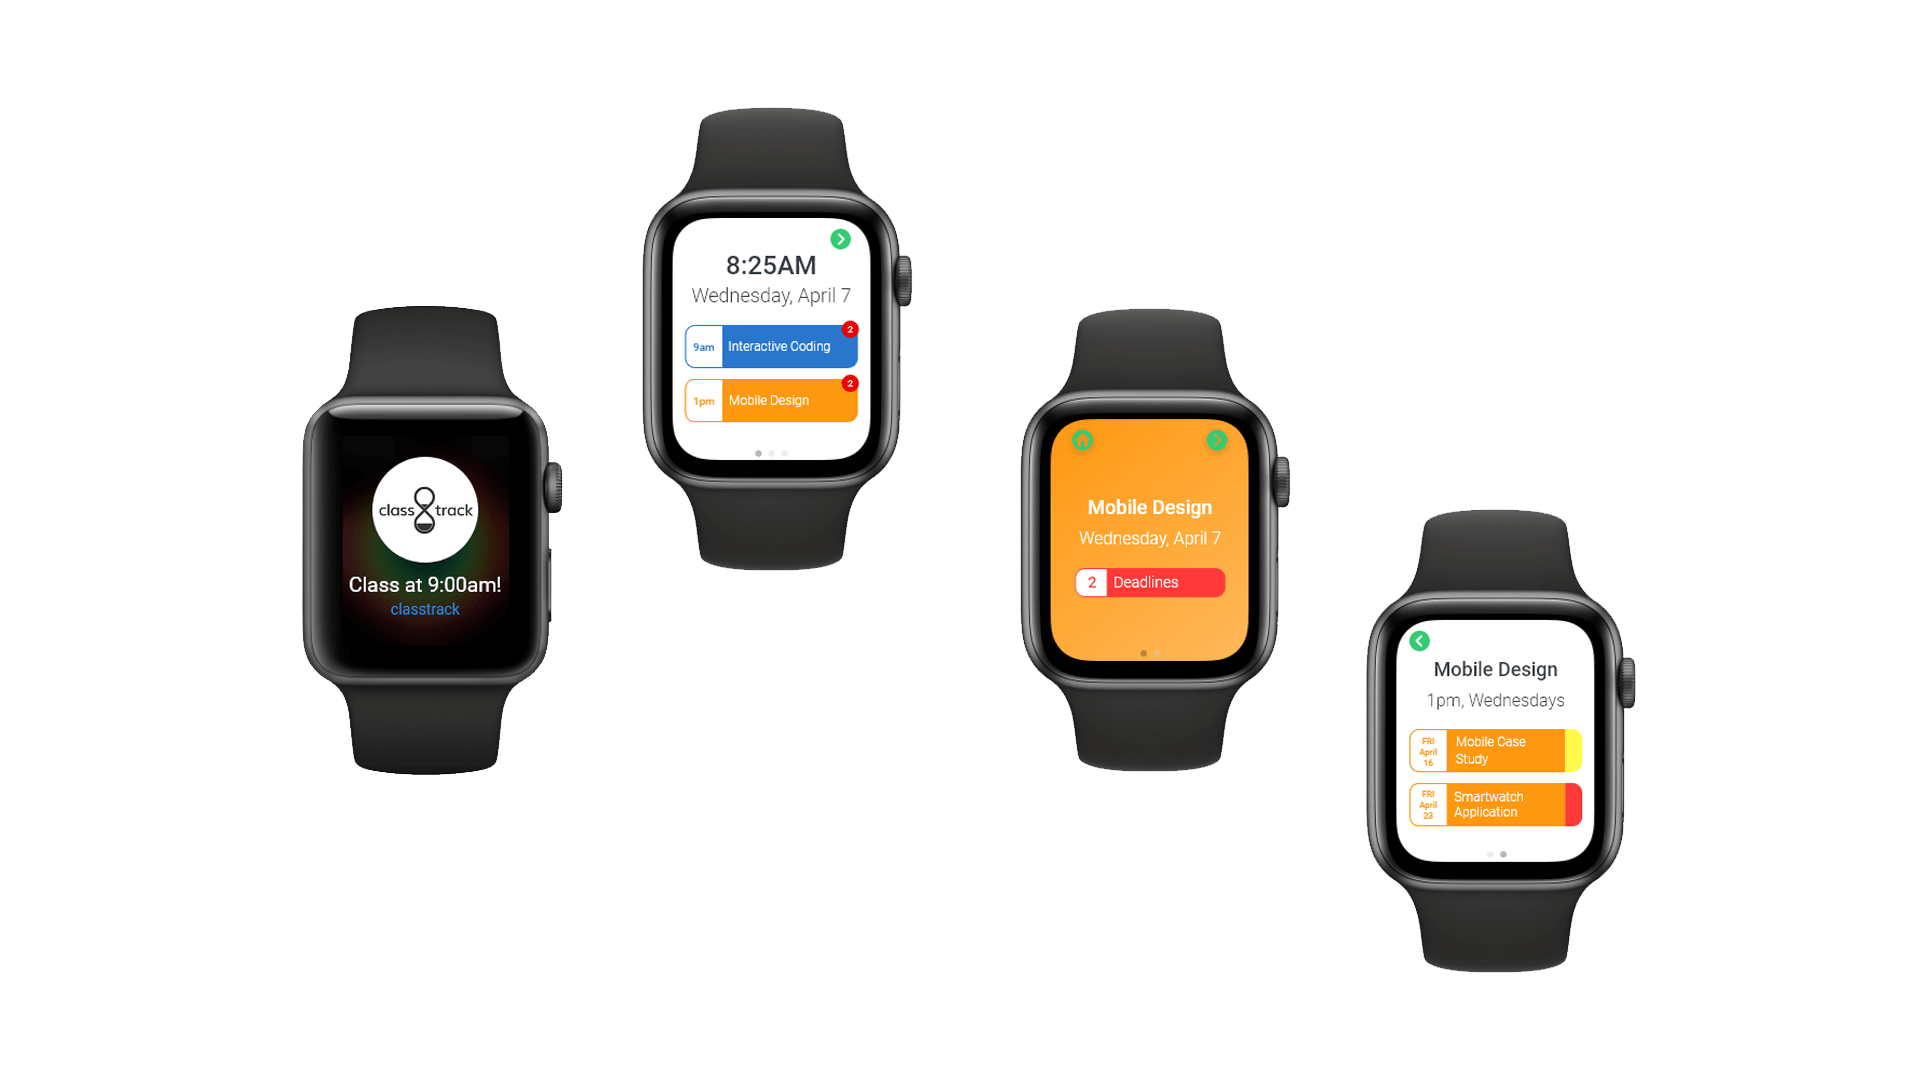 class track
Class at 9:00am!
classtrack
8:25AM
Wednesday, April 7
2
9am Interactive Coding
2
1pm Mobile Design
Mobile Design
Wednesday, April 7
2 Deadlines
Mobile Design
1pm, Wednesdays
FRI
April
16
Mobile Case
Study
FRI
April
23
Smartwatch
Application